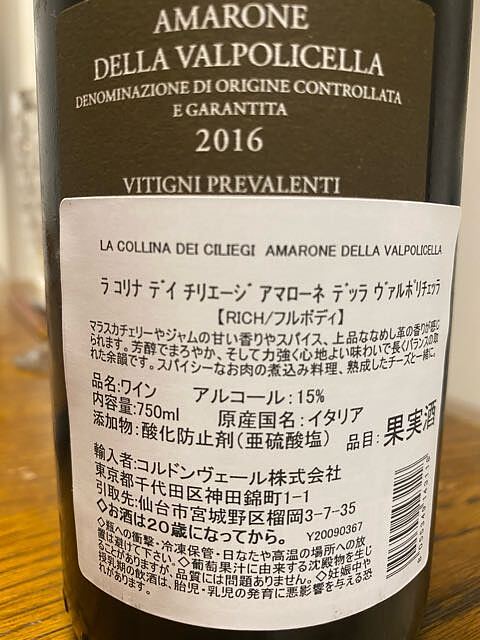 AMARONE
DELLA VALPOLICELLA
DENOMINAZIONE DI ORIGINE CONTROLLATA
E GARANTITA
2016
VITIGNI PREVALENTI
LA COLLINA DEI CILIEGI AMARONE DELLA VALPOLICELLA
ラ コリナ デイ チリエージ アマローネ デッラ ヴァルポリチェッラ
【RICH/フルボディ】
マラスカチェリーやジャムの甘い香りやスパイス、上品ななめし革の香りが感じ
られます。芳醇でまろやか、そして力強く心地よい味わいで長くバランスの取
れた余韻です。スパイシーなお肉の煮込み料理、熟成したチーズと一緒に。
品名:ワイン アルコール:15%
内容量:750ml 原産国名:イタリア
添加物:酸化防止剤(亜硫酸塩) 品目:果実酒
輸入者:コルドンヴェール株式会社
東京都千代田区神田錦町1-1
引取先:仙台市宮城野区榴岡3-7-35
◇お酒は20歳になってから。 Y20090367
◇瓶への衝撃・冷凍保管・日なたや高温の場所への放
置は避けて下さい。◇葡萄果汁に由来する沈殿物を生じ
ることがありますが、品質には問題ありません。◇妊娠中や
授乳期の飲酒は、胎児・乳児の発育に悪影響を与える恐
れがあります。